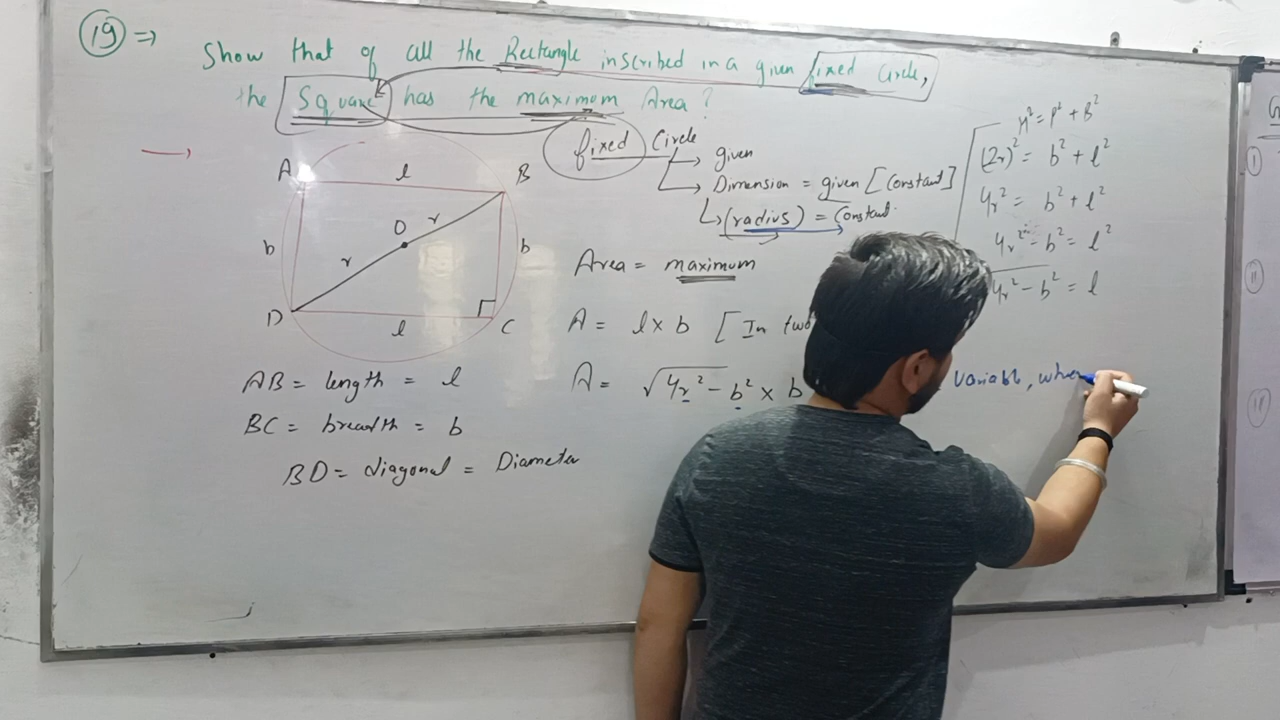 19 ⇒ Show that of all the Rectangle inscribed in a given fixed Circle,
the Square has the maximum Area ?
fixed Circle
given
Dimension = given [Constant]
(radius) = Constant.
A
l
B
b
O
r
r
b
D
l
C
AB = length = l
BC = breadth = b
BD = diagonal = Diameter
Area = maximum
A = l × b [In two
A = √4r² - b² × b
Variable, wher
H² = P² + B²
(2r)² = b² + l²
4r² = b² + l²
4r² - b² = l²
4r² - b² = l